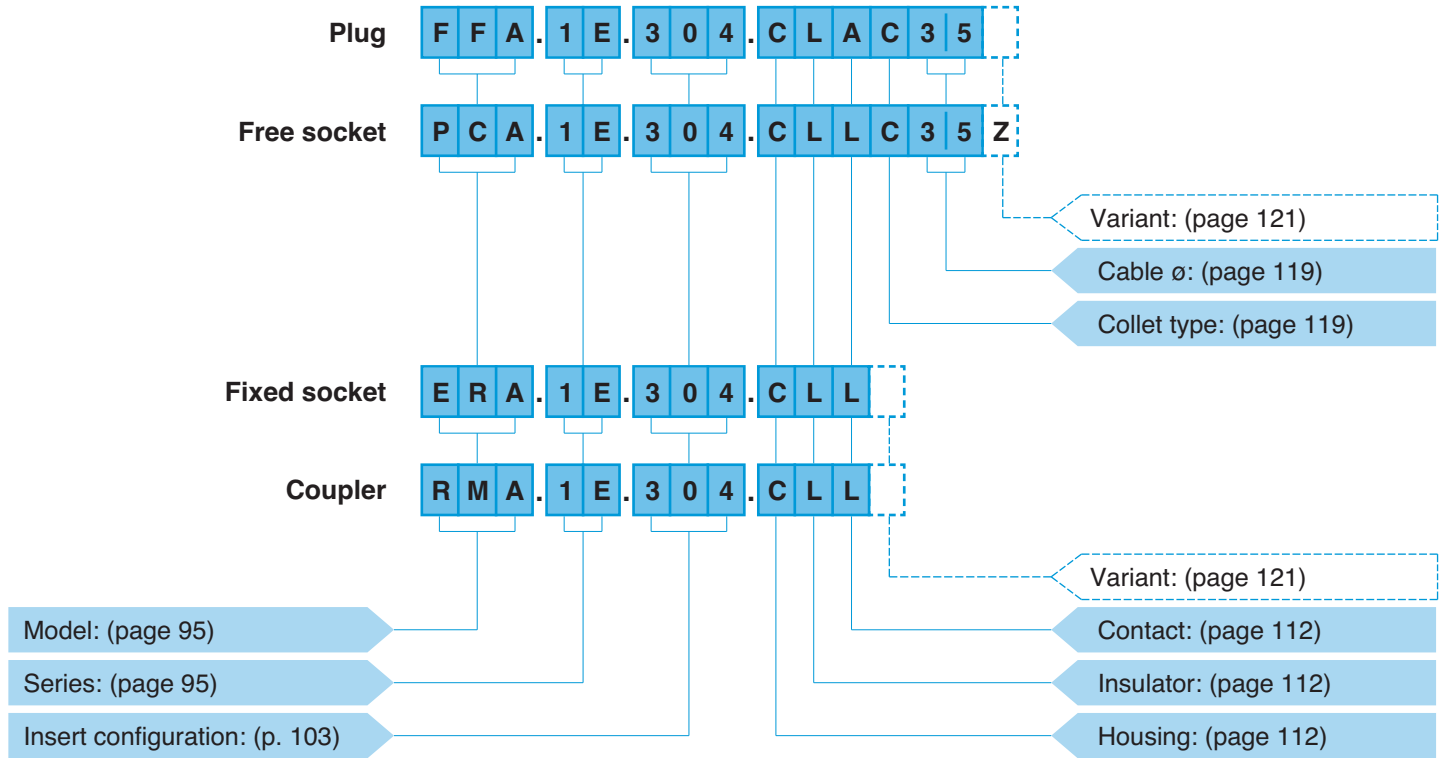 Plug FFA.1E.304.CLAC35
Free socket PCA.1E.304.CLLC35Z
Variant: (page 121)
Cable ø: (page 119)
Collet type: (page 119)
Fixed socket ERA.1E.304.CLL
Coupler RMA.1E.304.CLL
Variant: (page 121)
Model: (page 95) Contact: (page 112)
Series: (page 95) Insulator: (page 112)
Insert configuration: (p. 103) Housing: (page 112)